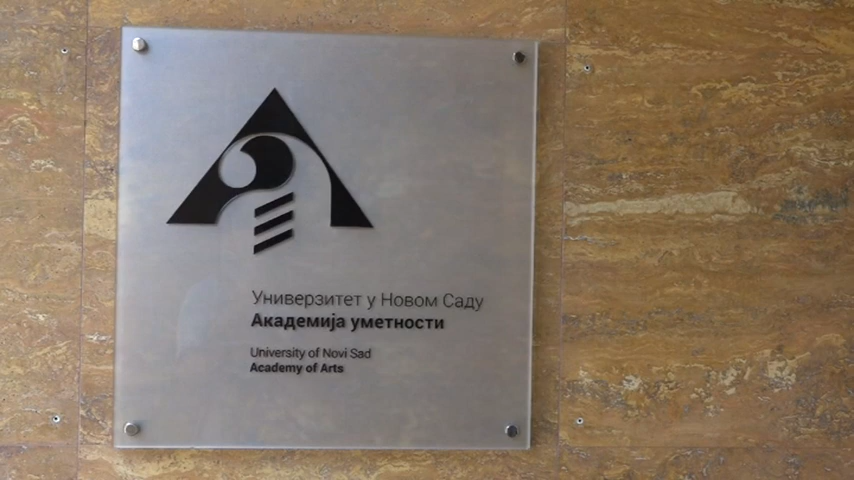 Универзитет у Новом Саду
Академија уметности
University of Novi Sad
Academy of Arts